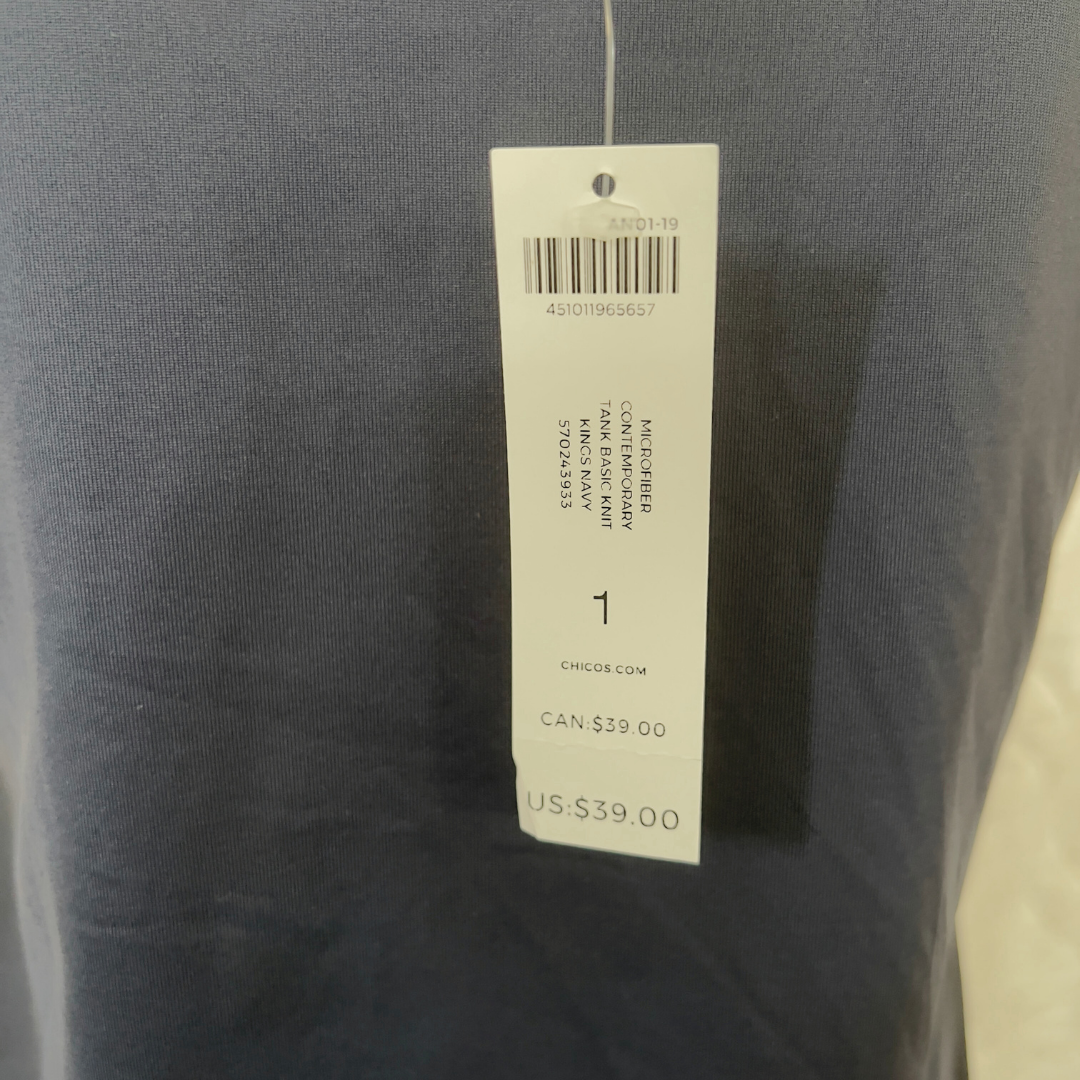 AN01-19
451011965657
MICROFIBER
CONTEMPORARY
TANK BASIC KNIT
KINGS NAVY
570243933
1
CHICOS.COM
CAN:$39.00
US:$39.00